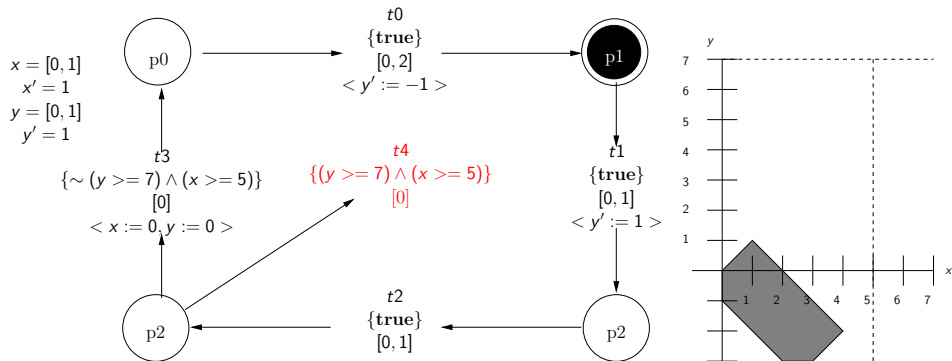 t0
{true}
[0, 2]
< y′ := −1 >
p0
p1
x = [0, 1]
x′ = 1
y = [0, 1]
y′ = 1
t3
{∼ (y >= 7) ∧ (x >= 5)}
[0]
< x := 0, y := 0 >
t4
{(y >= 7) ∧ (x >= 5)}
[0]
t1
{true}
[0, 1]
< y′ := 1 >
p2
t2
{true}
[0, 1]
p2
y
7
6
5
4
3
2
1
x
1 2 3 4 5 6 7